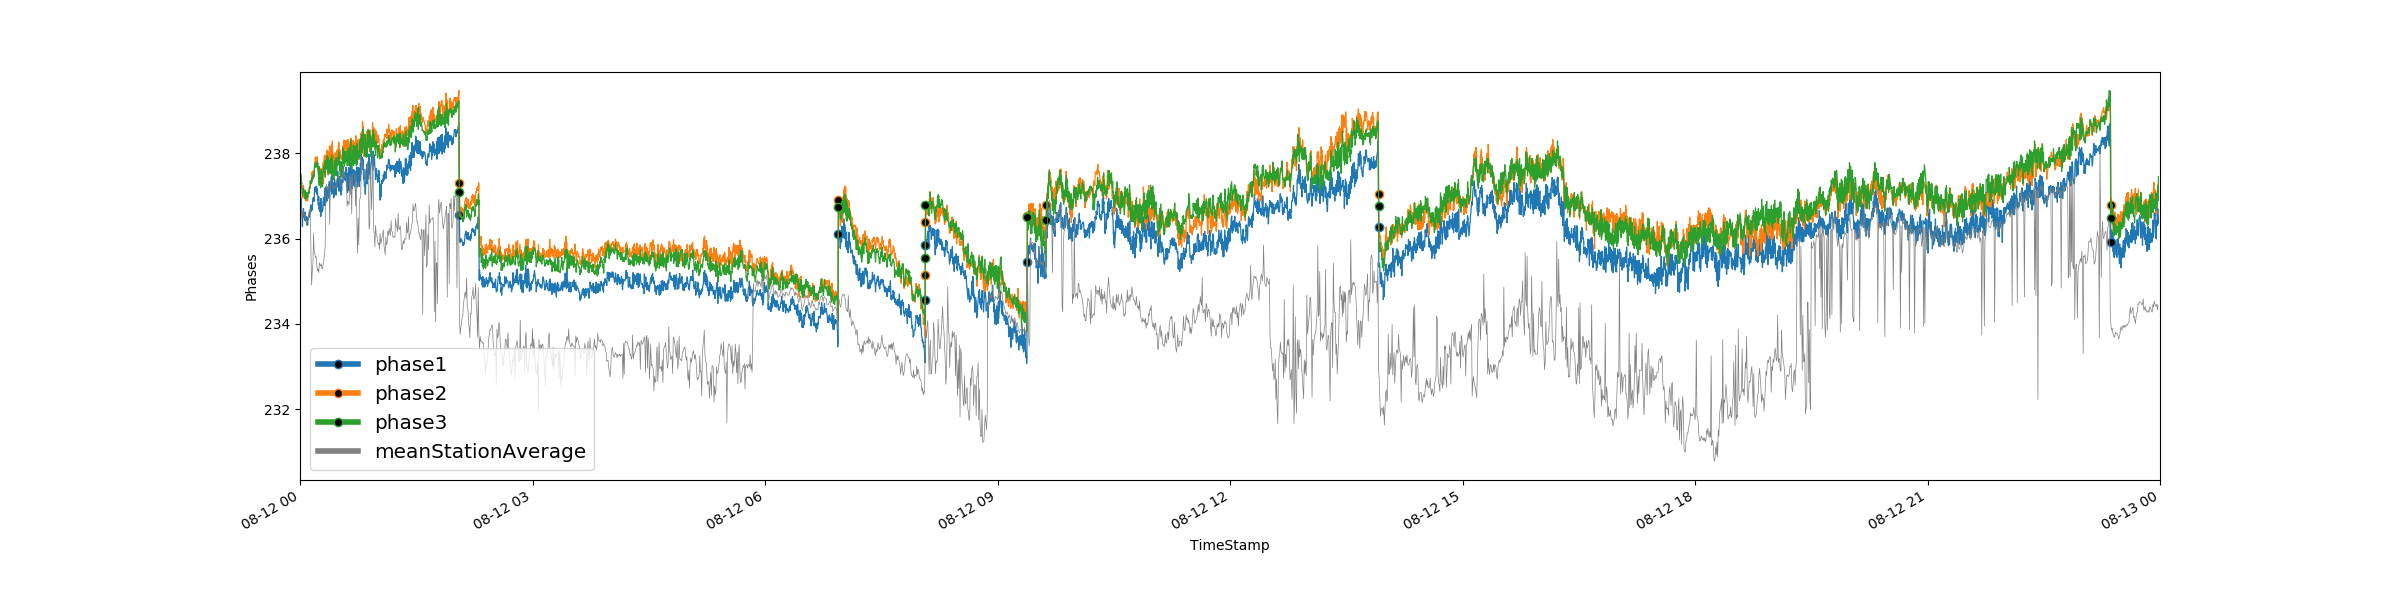 238
236
234
232
Phases
phase1
phase2
phase3
meanStationAverage
08-12 00
08-12 03
08-12 06
08-12 09
08-12 12
08-12 15
08-12 18
08-12 21
08-13 00
TimeStamp